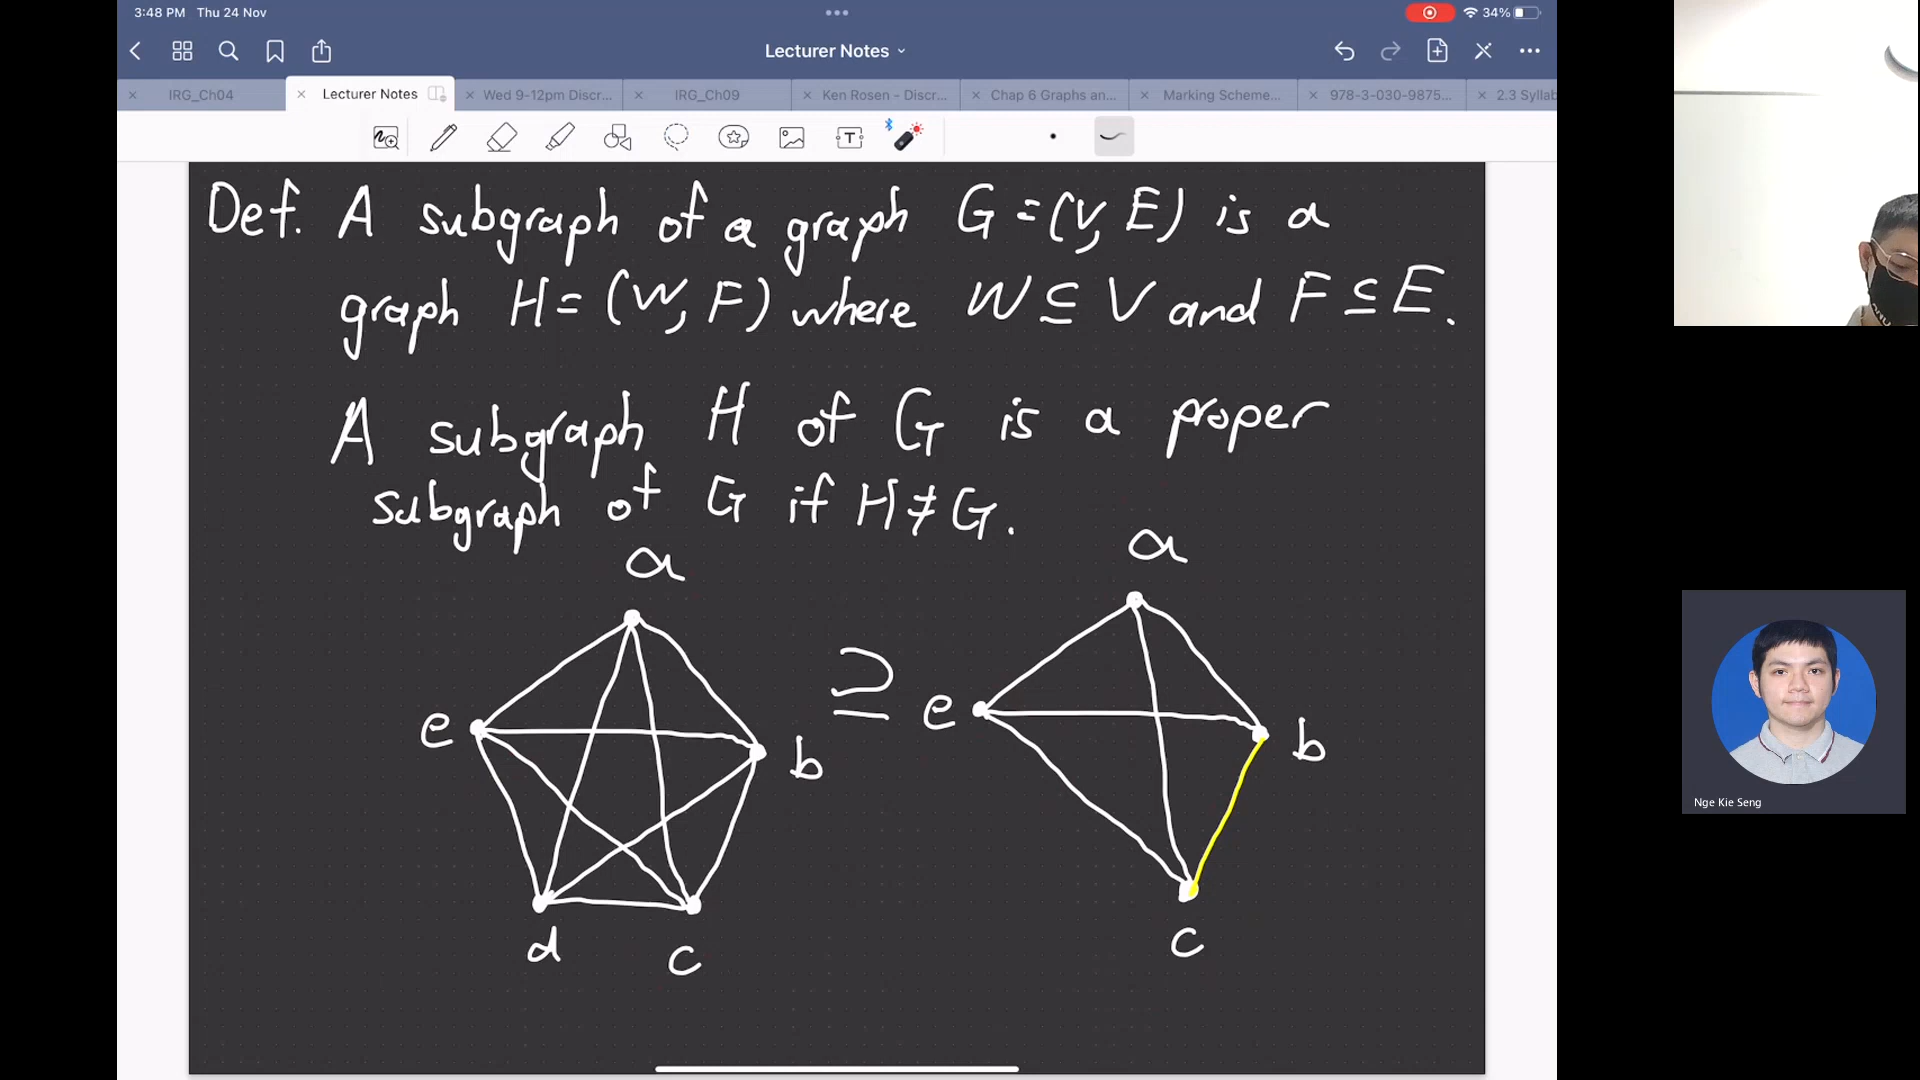 3:48 PM Thu 24 Nov
34%
Lecturer Notes
IRG_Ch04
Lecturer Notes
Wed 9-12pm Discr...
IRG_Ch09
Ken Rosen - Discr...
Chap 6 Graphs an...
Marking Scheme...
978-3-030-9875...
2.3 Syllab
T
Def. A subgraph of a graph G = (V, E) is a
graph H = (W, F) where W ⊆ V and F ⊆ E.
A subgraph H of G is a proper
subgraph of G if H ≠ G.
a
a
e
b
⊇
e
b
d
c
c
Nge Kie Seng